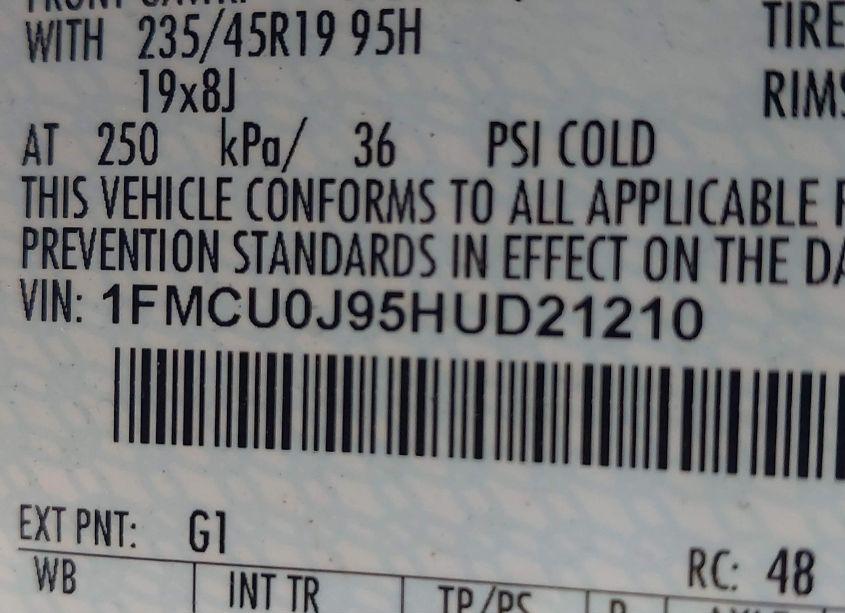 WITH 235/45R19 95H TIRE
19x8J RIMS
AT 250 kPa/ 36 PSI COLD
THIS VEHICLE CONFORMS TO ALL APPLICABLE F
PREVENTION STANDARDS IN EFFECT ON THE DA
VIN: 1FMCU0J95HUD21210
EXT PNT: G1 RC: 48
WB INT TR TP/PS R